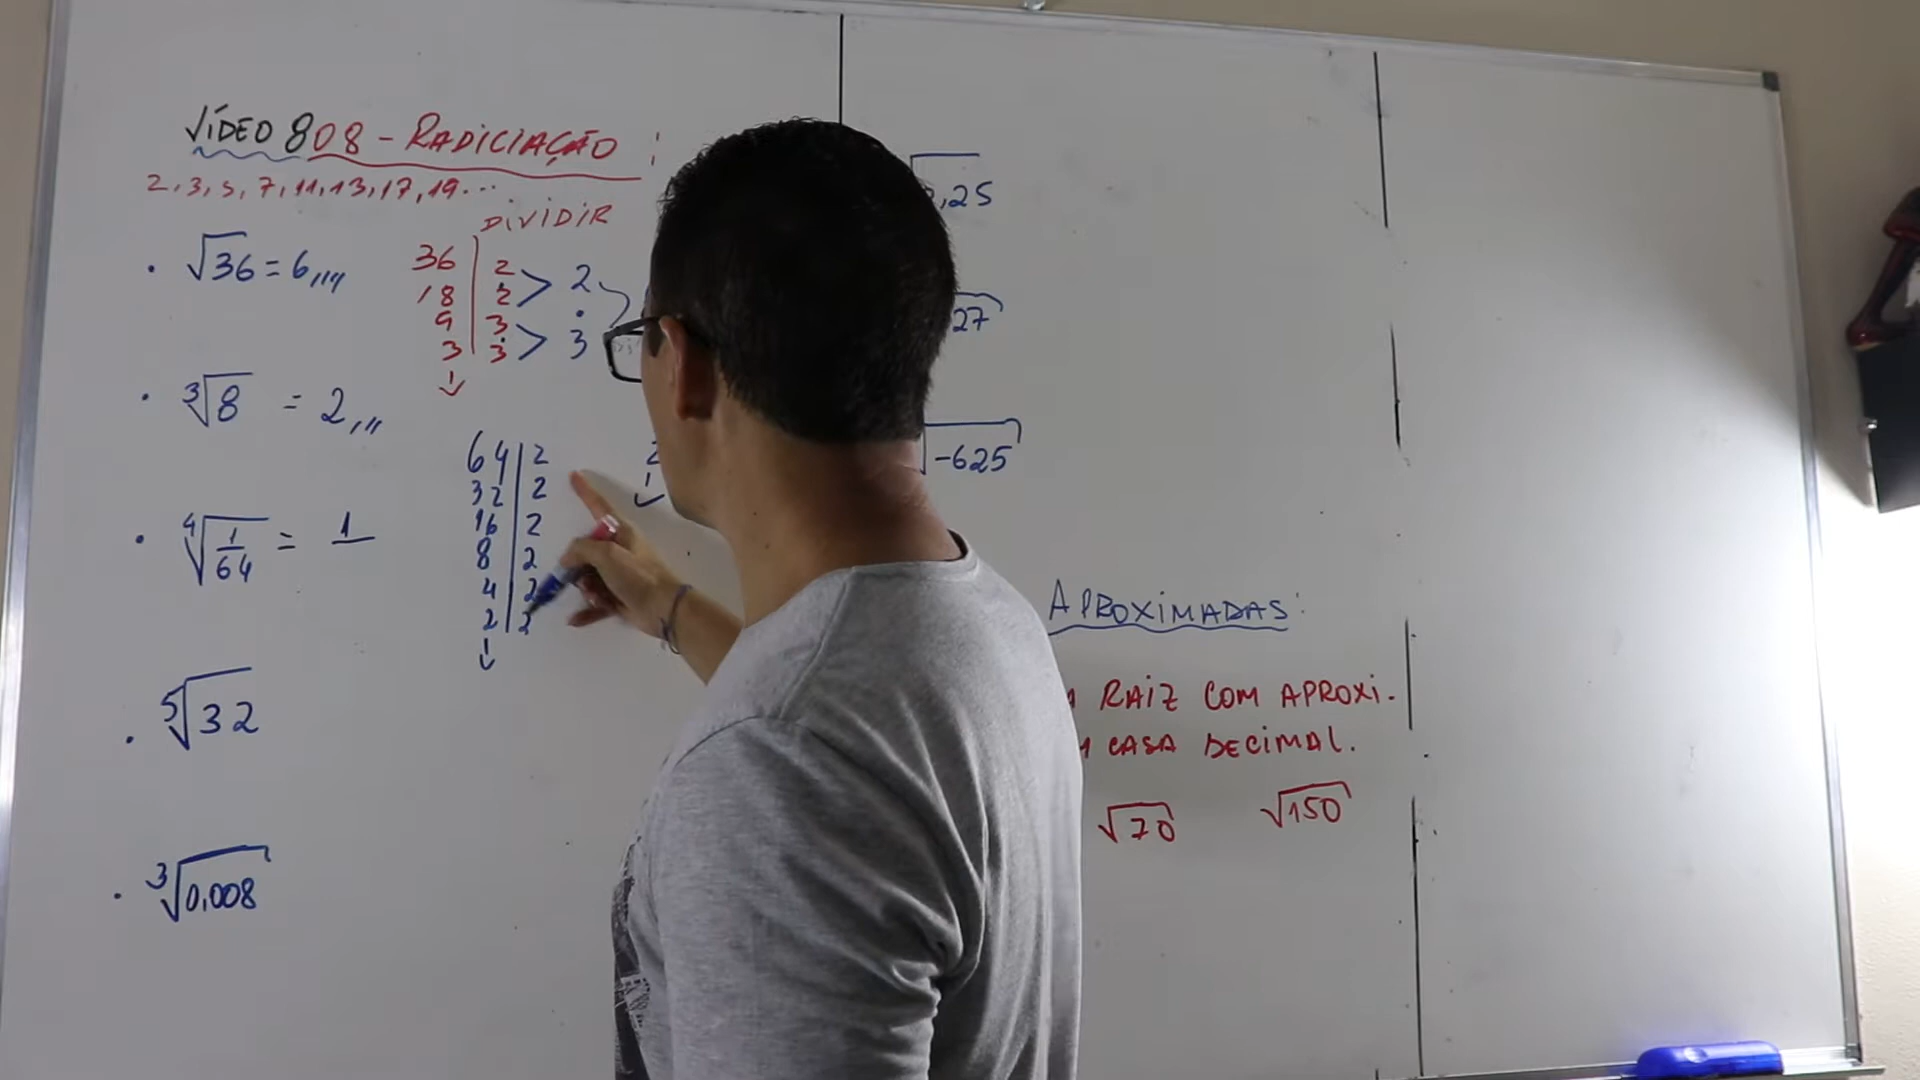 VÍDEO 808 - RADICIAÇÃO :
2, 3, 5, 7, 11, 13, 17, 19...
DIVIDIR
• √36 = 6,,,,
36 | 2 > 2
18 | 2
9 | 3 > 3
3 | 3
1
• ³√8 = 2,,,
64 | 2
32 | 2
16 | 2
8 | 2
4 | 2
2 | 2
1
• ⁴√1/64 = 1
• ⁵√32
• ³√0,008
,25
27
√-625
APROXIMADAS:
RAIZ COM APROXI-
CASA DECIMAL.
√70 √150